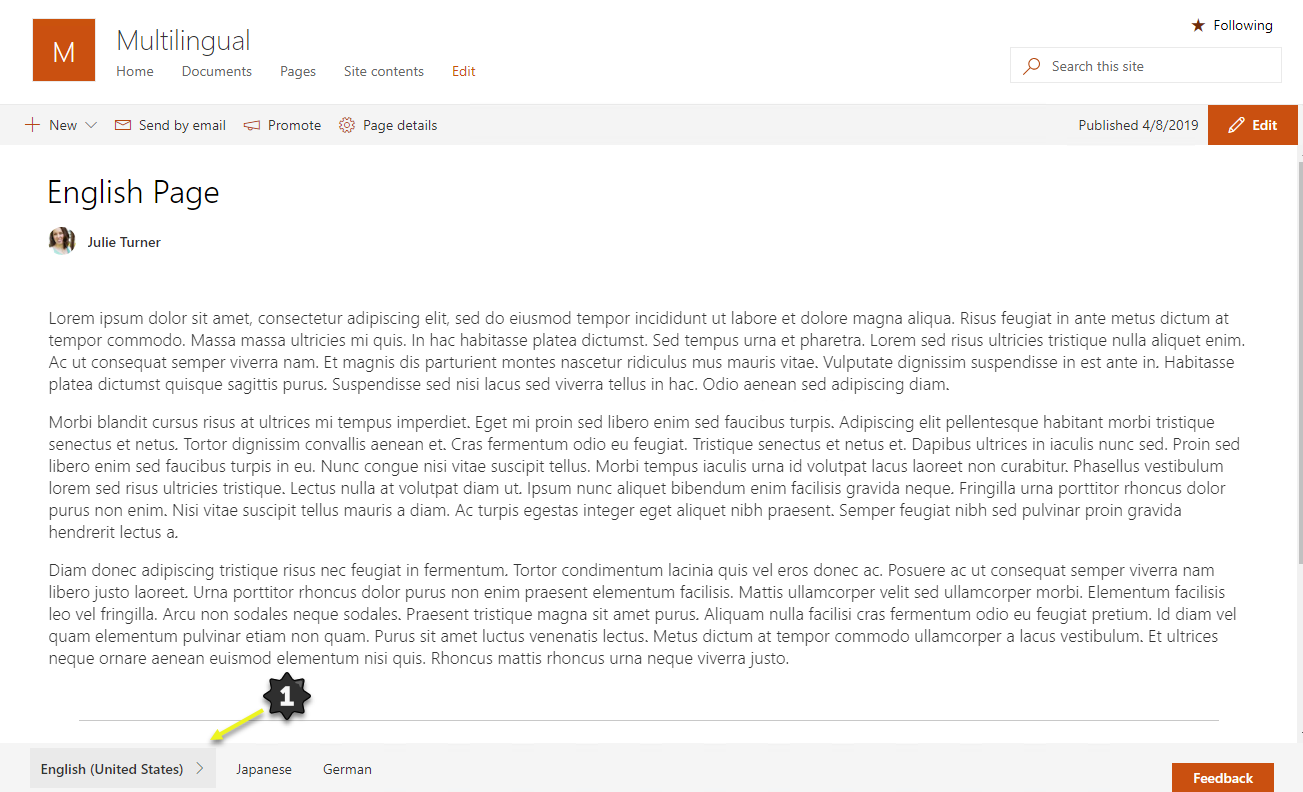 M
Multilingual
Following
Home Documents Pages Site contents Edit
Search this site
New Send by email Promote Page details Published 4/8/2019 Edit
English Page
Julie Turner
Lorem ipsum dolor sit amet, consectetur adipiscing elit, sed do eiusmod tempor incididunt ut labore et dolore magna aliqua. Risus feugiat in ante metus dictum at
tempor commodo. Massa massa ultricies mi quis. In hac habitasse platea dictumst. Sed tempus urna et pharetra. Lorem sed risus ultricies tristique nulla aliquet enim.
Ac ut consequat semper viverra nam. Et magnis dis parturient montes nascetur ridiculus mus mauris vitae. Vulputate dignissim suspendisse in est ante in. Habitasse
platea dictumst quisque sagittis purus. Suspendisse sed nisi lacus sed viverra tellus in hac. Odio aenean sed adipiscing diam.
Morbi blandit cursus risus at ultrices mi tempus imperdiet. Eget mi proin sed libero enim sed faucibus turpis. Adipiscing elit pellentesque habitant morbi tristique
senectus et netus. Tortor dignissim convallis aenean et. Cras fermentum odio eu feugiat. Tristique senectus et netus et. Dapibus ultrices in iaculis nunc sed. Proin sed
libero enim sed faucibus turpis in eu. Nunc congue nisi vitae suscipit tellus. Morbi tempus iaculis urna id volutpat lacus laoreet non curabitur. Phasellus vestibulum
lorem sed risus ultricies tristique. Lectus nulla at volutpat diam ut. Ipsum nunc aliquet bibendum enim facilisis gravida neque. Fringilla urna porttitor rhoncus dolor
purus non enim. Nisi vitae suscipit tellus mauris a diam. Ac turpis egestas integer eget aliquet nibh praesent. Semper feugiat nibh sed pulvinar proin gravida
hendrerit lectus a.
Diam donec adipiscing tristique risus nec feugiat in fermentum. Tortor condimentum lacinia quis vel eros donec ac. Posuere ac ut consequat semper viverra nam
libero justo laoreet. Urna porttitor rhoncus dolor purus non enim praesent elementum facilisis. Mattis ullamcorper velit sed ullamcorper morbi. Elementum facilisis
leo vel fringilla. Arcu non sodales neque sodales. Praesent tristique magna sit amet purus. Aliquam nulla facilisi cras fermentum odio eu feugiat pretium. Id diam vel
quam elementum pulvinar etiam non quam. Purus sit amet luctus venenatis lectus. Metus dictum at tempor commodo ullamcorper a lacus vestibulum. Et ultrices
neque ornare aenean euismod elementum nisi quis. Rhoncus mattis rhoncus urna neque viverra justo.
1
English (United States) Japanese German
Feedback